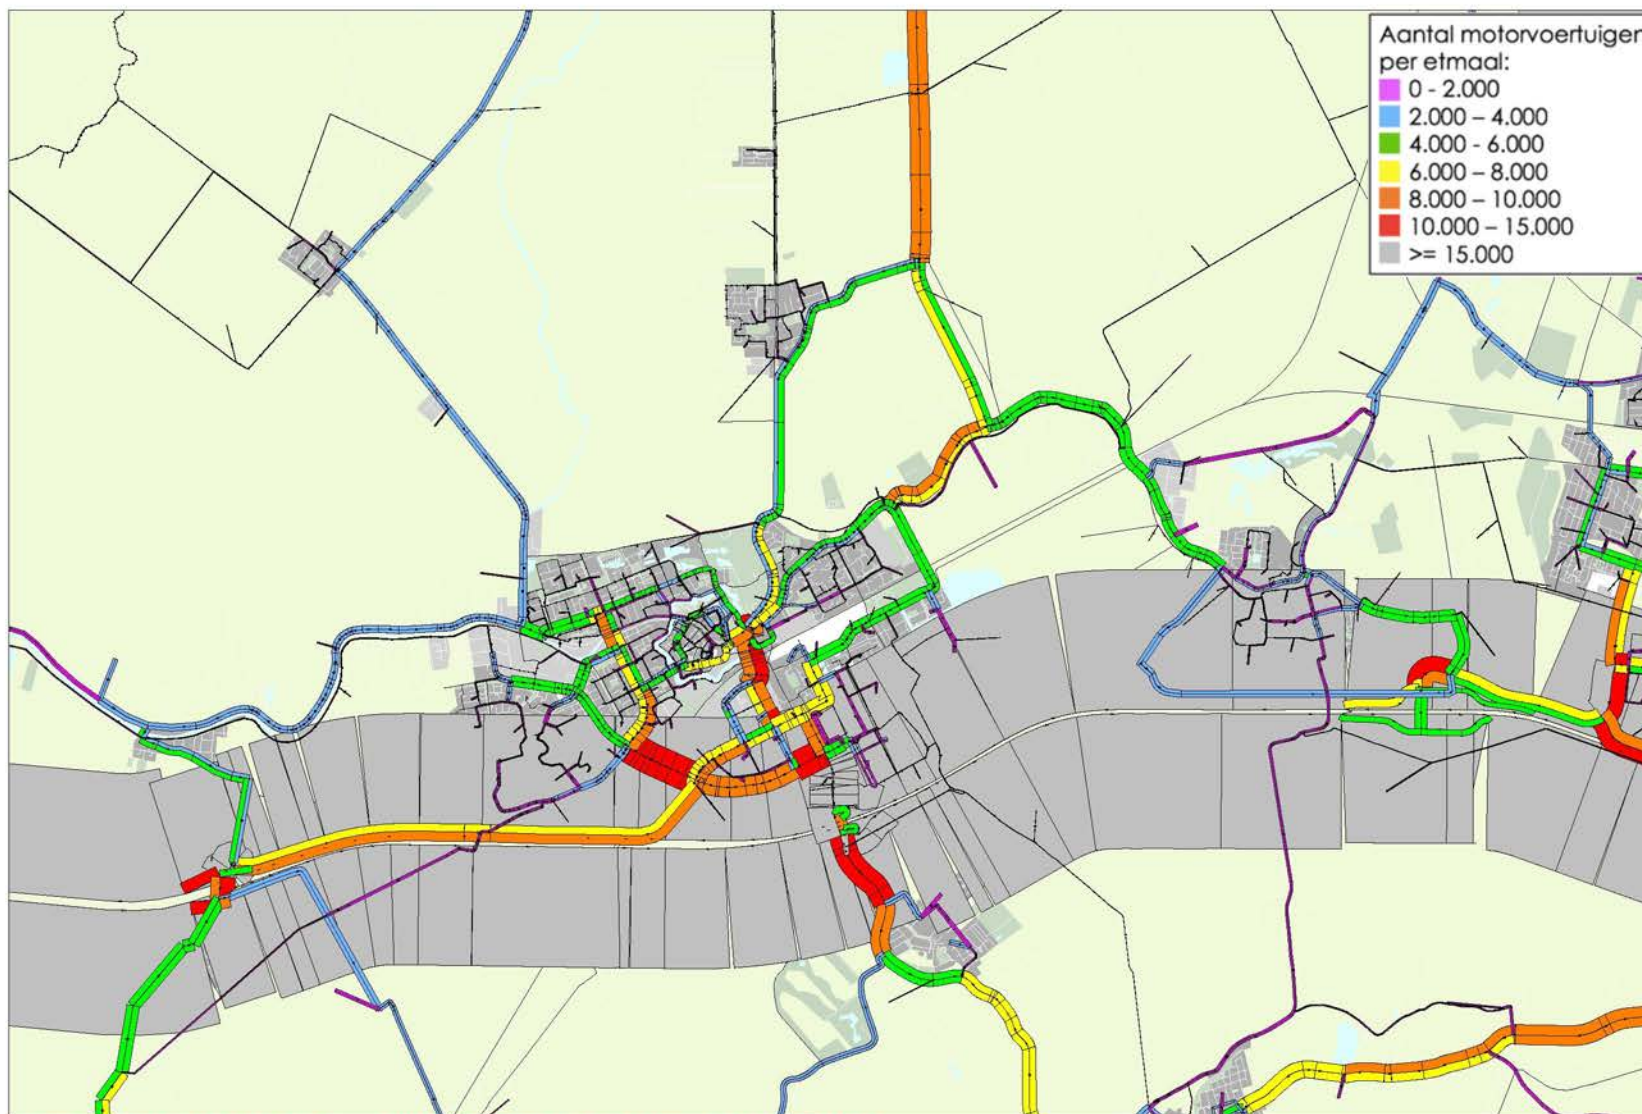 Aantal motorvoertuigen
per etmaal:
0 - 2.000
2.000 – 4.000
4.000 - 6.000
6.000 – 8.000
8.000 – 10.000
10.000 – 15.000
>= 15.000